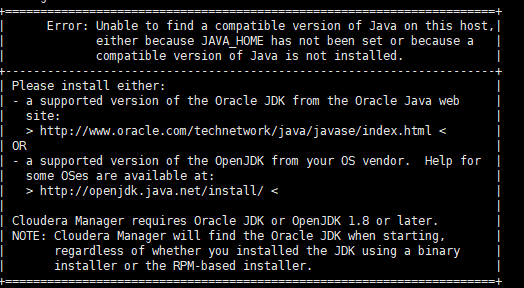 +======================================================================+
|      Error: Unable to find a compatible version of Java on this host,|
|             either because JAVA_HOME has not been set or because a   |
|             compatible version of Java is not installed.             |
+----------------------------------------------------------------------+
| Please install either:                                               |
| - a supported version of the Oracle JDK from the Oracle Java web     |
|   site:                                                              |
|   > http://www.oracle.com/technetwork/java/javase/index.html <       |
| OR                                                                   |
| - a supported version of the OpenJDK from your OS vendor.  Help for  |
|   some OSes are available at:                                        |
|   > http://openjdk.java.net/install/ <                               |
|                                                                      |
| Cloudera Manager requires Oracle JDK or OpenJDK 1.8 or later.        |
| NOTE: Cloudera Manager will find the Oracle JDK when starting,       |
|       regardless of whether you installed the JDK using a binary     |
|       installer or the RPM-based installer.                          |
+======================================================================+